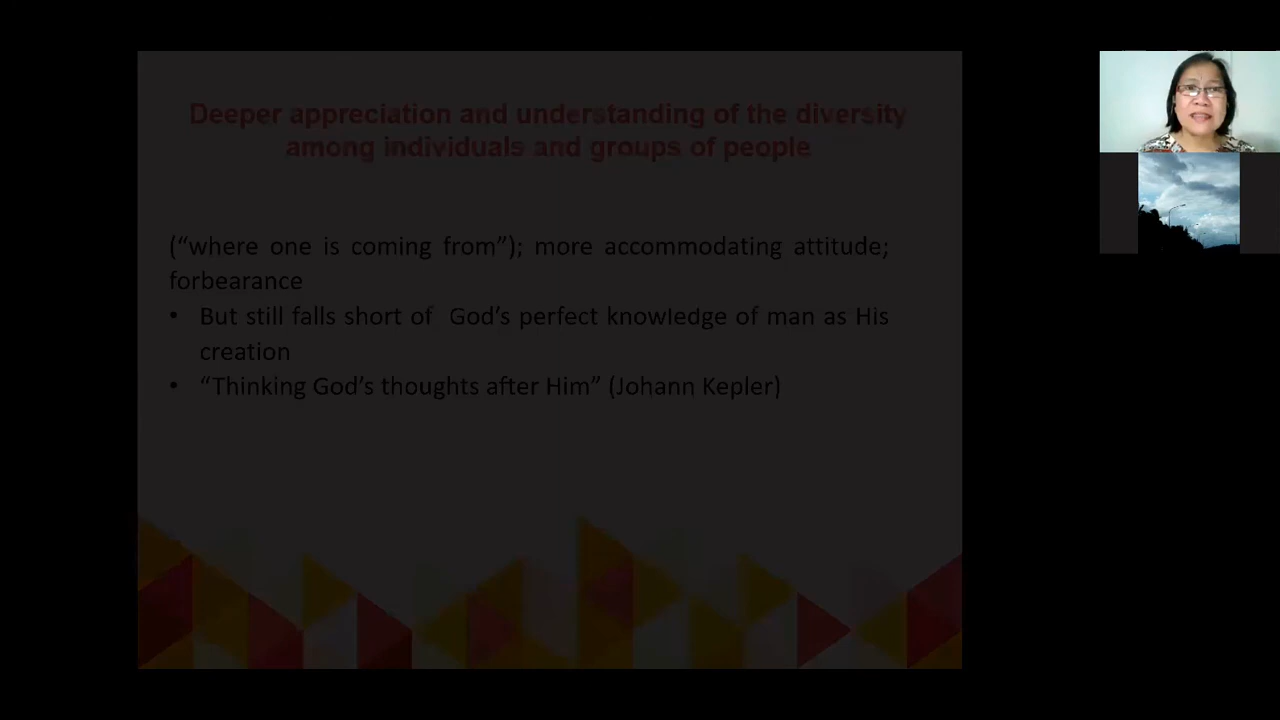 Deeper appreciation and understanding of the diversity
among individuals and groups of people
(“where one is coming from”); more accommodating attitude;
forbearance
• But still falls short of God’s perfect knowledge of man as His
creation
• “Thinking God’s thoughts after Him” (Johann Kepler)